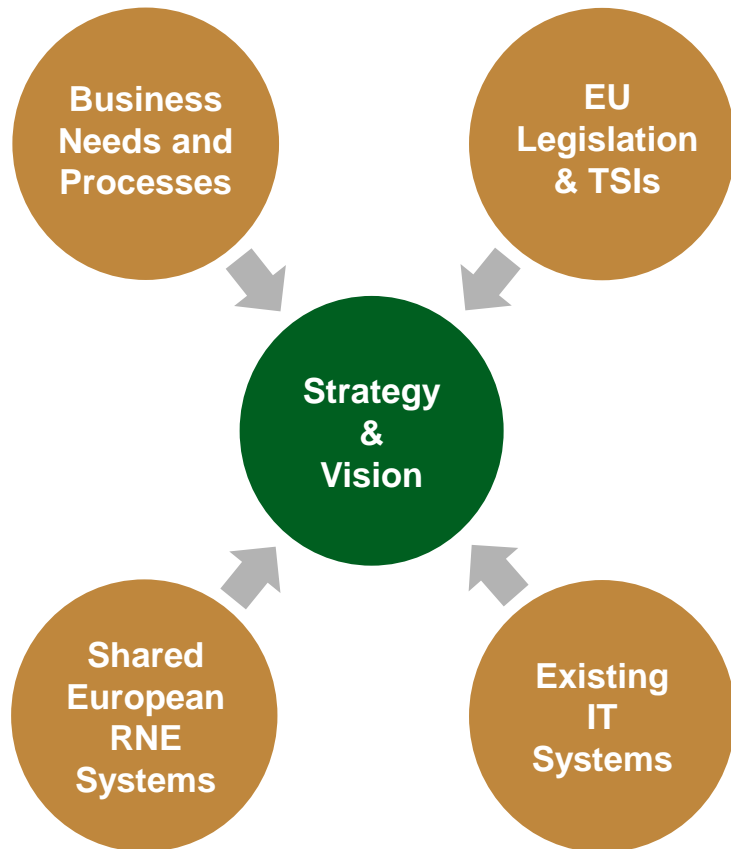 Business
Needs and
Processes
EU
Legislation
& TSIs
Strategy
&
Vision
Shared
European
RNE
Systems
Existing
IT
Systems